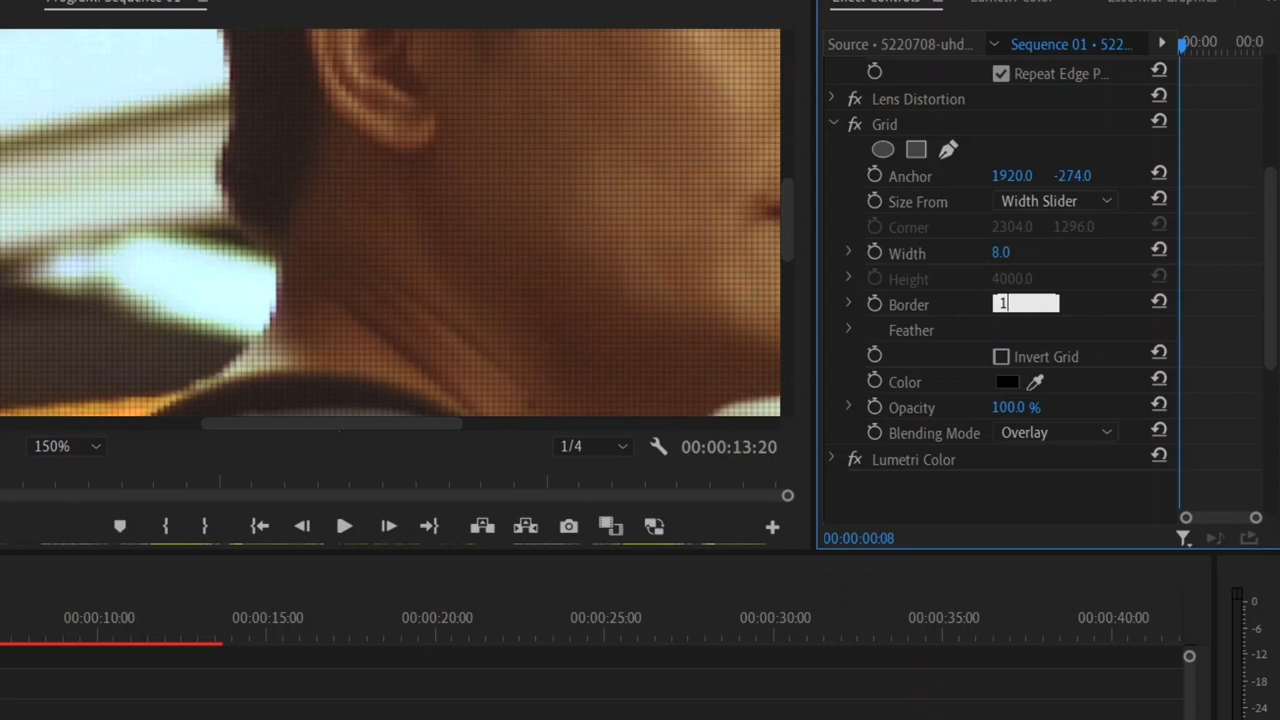 Program: Sequence 01
Effect Controls
Lumetri Color
Essential Graphics
Source • 5220708-uhd...
Sequence 01 • 522...
:00:00
00:0
Repeat Edge P...
fx Lens Distortion
fx Grid
Anchor 1920.0 -274.0
Size From Width Slider
Corner 2304.0 1296.0
Width 8.0
Height 4000.0
Border 1
Feather
Invert Grid
Color
Opacity 100.0 %
Blending Mode Overlay
fx Lumetri Color
150%
1/4
00:00:13:20
00:00:00:08
00:00:10:00
00:00:15:00
00:00:20:00
00:00:25:00
00:00:30:00
00:00:35:00
00:00:40:00
0
-6
-12
-18
-24